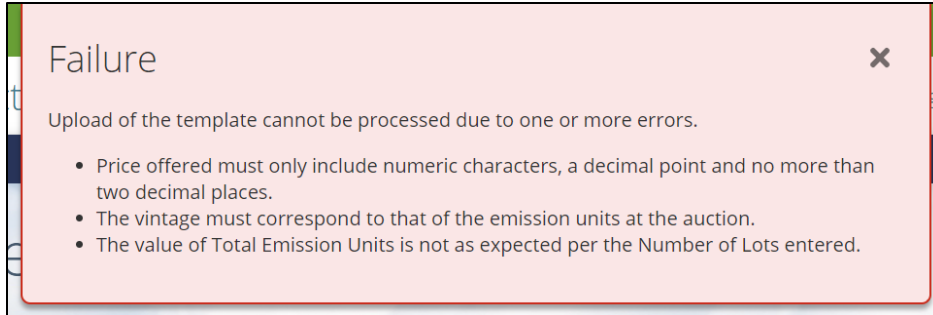 Failure
Upload of the template cannot be processed due to one or more errors.
• Price offered must only include numeric characters, a decimal point and no more than
two decimal places.
• The vintage must correspond to that of the emission units at the auction.
• The value of Total Emission Units is not as expected per the Number of Lots entered.